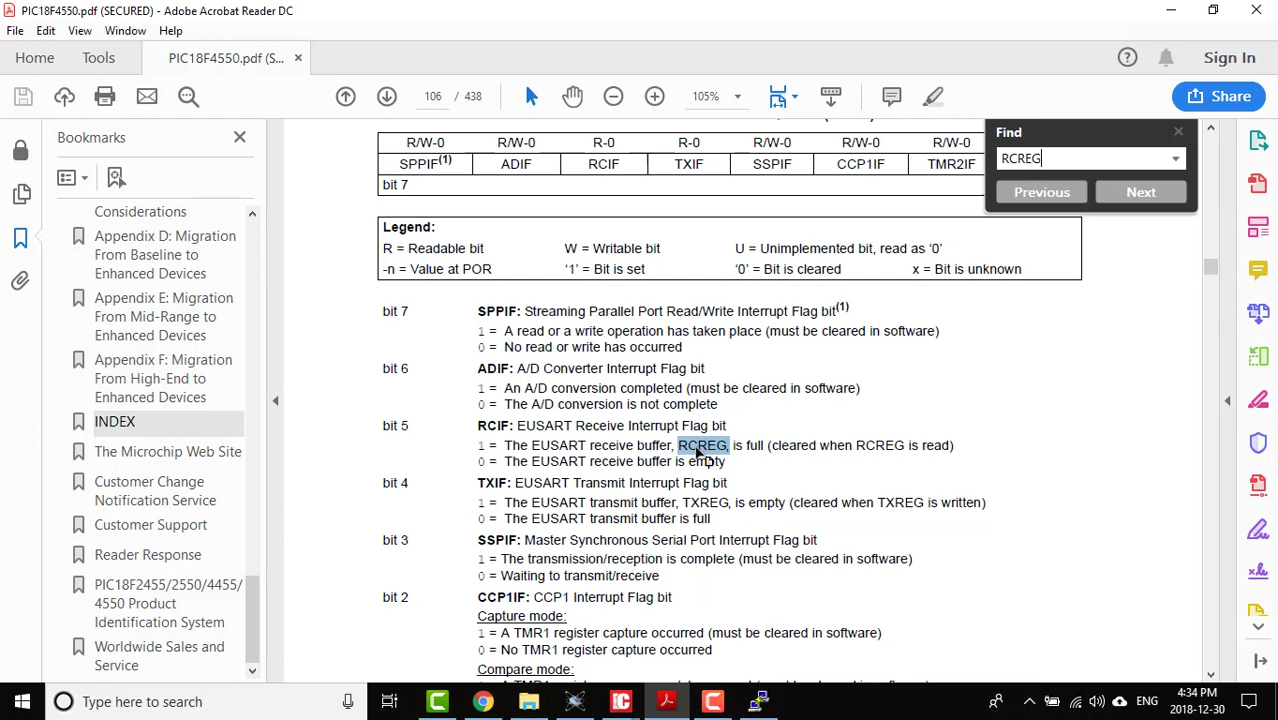 PIC18F4550.pdf (SECURED) - Adobe Acrobat Reader DC
File Edit View Window Help
Home Tools PIC18F4550.pdf (S... Sign In
106 / 438 105% Share
Bookmarks
Considerations
Appendix D: Migration
From Baseline to
Enhanced Devices
Appendix E: Migration
From Mid-Range to
Enhanced Devices
Appendix F: Migration
From High-End to
Enhanced Devices
INDEX
The Microchip Web Site
Customer Change
Notification Service
Customer Support
Reader Response
PIC18F2455/2550/4455/
4550 Product
Identification System
Worldwide Sales and
Service
Find
RCREG
Previous Next
R/W-0 R/W-0 R-0 R-0 R/W-0 R/W-0 R/W-0
SPPIF(1) ADIF RCIF TXIF SSPIF CCP1IF TMR2IF
bit 7
Legend:
R = Readable bit W = Writable bit U = Unimplemented bit, read as ‘0’
-n = Value at POR ‘1’ = Bit is set ‘0’ = Bit is cleared x = Bit is unknown
bit 7 SPPIF: Streaming Parallel Port Read/Write Interrupt Flag bit(1)
1 = A read or a write operation has taken place (must be cleared in software)
0 = No read or write has occurred
bit 6 ADIF: A/D Converter Interrupt Flag bit
1 = An A/D conversion completed (must be cleared in software)
0 = The A/D conversion is not complete
bit 5 RCIF: EUSART Receive Interrupt Flag bit
1 = The EUSART receive buffer, RCREG, is full (cleared when RCREG is read)
0 = The EUSART receive buffer is empty
bit 4 TXIF: EUSART Transmit Interrupt Flag bit
1 = The EUSART transmit buffer, TXREG, is empty (cleared when TXREG is written)
0 = The EUSART transmit buffer is full
bit 3 SSPIF: Master Synchronous Serial Port Interrupt Flag bit
1 = The transmission/reception is complete (must be cleared in software)
0 = Waiting to transmit/receive
bit 2 CCP1IF: CCP1 Interrupt Flag bit
Capture mode:
1 = A TMR1 register capture occurred (must be cleared in software)
0 = No TMR1 register capture occurred
Compare mode:
Type here to search
ENG
4:34 PM
2018-12-30